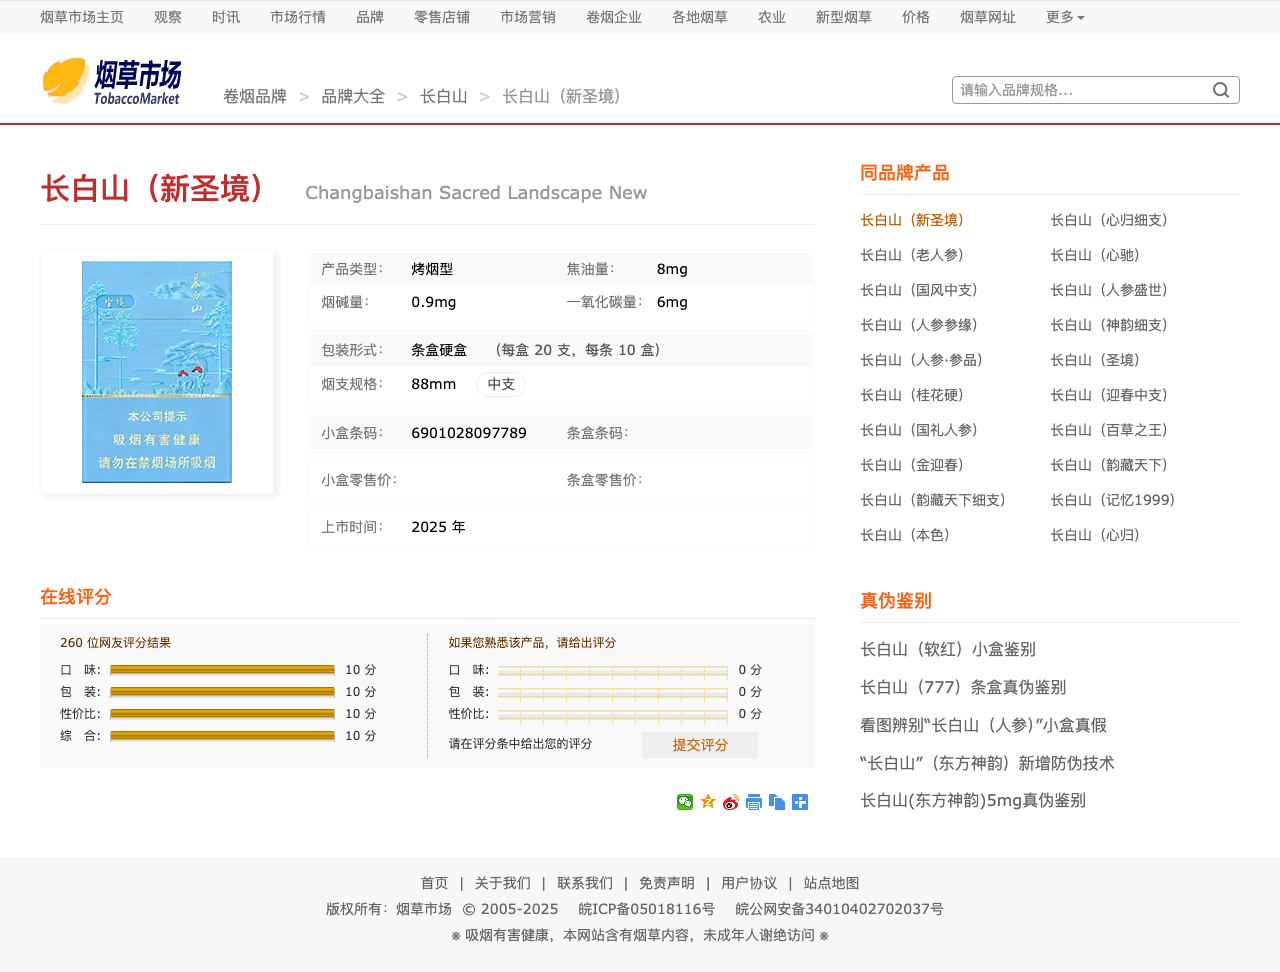 烟草市场主页 观察 时讯 市场行情 品牌 零售店铺 市场营销 卷烟企业 各地烟草 农业 新型烟草 价格 烟草网址 更多
烟草市场
TobaccoMarket
卷烟品牌 > 品牌大全 > 长白山 > 长白山（新圣境）
请输入品牌规格...
长白山（新圣境） Changbaishan Sacred Landscape New
长白山
圣境
本公司提示
吸烟有害健康
请勿在禁烟场所吸烟
产品类型： 烤烟型 焦油量： 8mg
烟碱量： 0.9mg 一氧化碳量： 6mg
包装形式： 条盒硬盒 （每盒 20 支，每条 10 盒）
烟支规格： 88mm 中支
小盒条码： 6901028097789 条盒条码：
小盒零售价： 条盒零售价：
上市时间： 2025 年
在线评分
260 位网友评分结果
口 味： 10 分
包 装： 10 分
性价比： 10 分
综 合： 10 分
如果您熟悉该产品，请给出评分
口 味： 0 分
包 装： 0 分
性价比： 0 分
请在评分条中给出您的评分 提交评分
同品牌产品
长白山（新圣境） 长白山（心归细支）
长白山（老人参） 长白山（心驰）
长白山（国风中支） 长白山（人参盛世）
长白山（人参参缘） 长白山（神韵细支）
长白山（人参·参品） 长白山（圣境）
长白山（桂花硬） 长白山（迎春中支）
长白山（国礼人参） 长白山（百草之王）
长白山（金迎春） 长白山（韵藏天下）
长白山（韵藏天下细支） 长白山（记忆1999）
长白山（本色） 长白山（心归）
真伪鉴别
长白山（软红）小盒鉴别
长白山（777）条盒真伪鉴别
看图辨别“长白山（人参）”小盒真假
“长白山”（东方神韵）新增防伪技术
长白山(东方神韵)5mg真伪鉴别
首页 | 关于我们 | 联系我们 | 免责声明 | 用户协议 | 站点地图
版权所有：烟草市场 © 2005-2025 皖ICP备05018116号 皖公网安备34010402702037号
※ 吸烟有害健康，本网站含有烟草内容，未成年人谢绝访问 ※